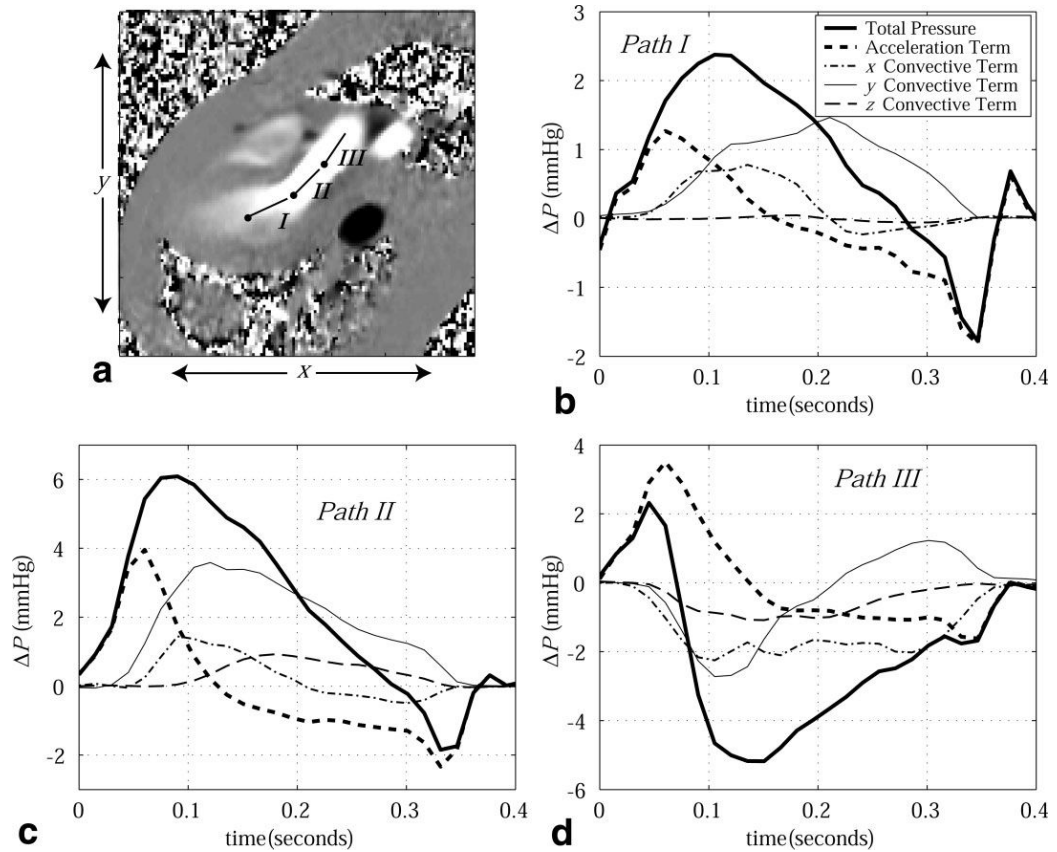 y
I
II
III
a
x
Path I
Total Pressure
Acceleration Term
x Convective Term
y Convective Term
z Convective Term
3
2
1
0
-1
-2
ΔP (mmHg)
0
0.1
0.2
0.3
0.4
time(seconds)
b
Path II
6
4
2
0
-2
ΔP (mmHg)
0
0.1
0.2
0.3
0.4
time(seconds)
c
Path III
4
2
0
-2
-4
-6
ΔP (mmHg)
0
0.1
0.2
0.3
0.4
time(seconds)
d